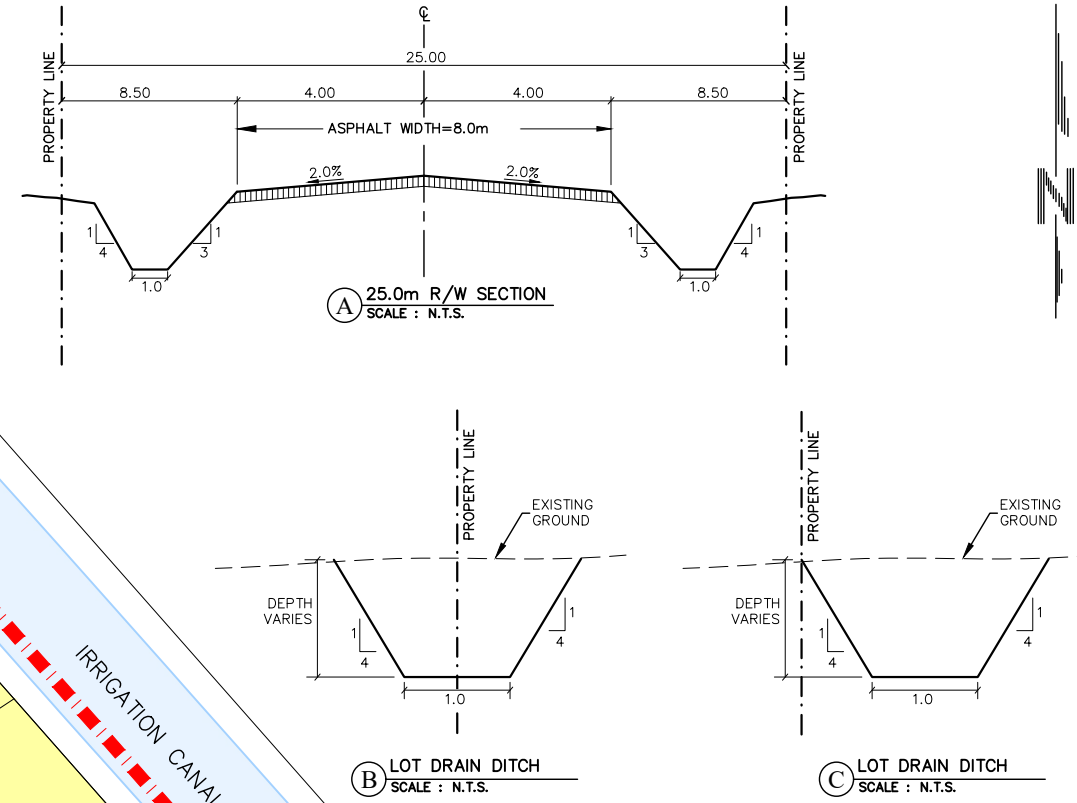 ℄
25.00
8.50 4.00 4.00 8.50
PROPERTY LINE
PROPERTY LINE
ASPHALT WIDTH=8.0m
2.0% 2.0%
1
4
1
3
1
3
1
4
1.0
1.0
A
25.0m R/W SECTION
SCALE : N.T.S.
N
PROPERTY LINE
EXISTING
GROUND
DEPTH
VARIES
1
4
1
4
1.0
B
LOT DRAIN DITCH
SCALE : N.T.S.
PROPERTY LINE
EXISTING
GROUND
DEPTH
VARIES
1
4
1
4
1.0
C
LOT DRAIN DITCH
SCALE : N.T.S.
IRRIGATION CANAL